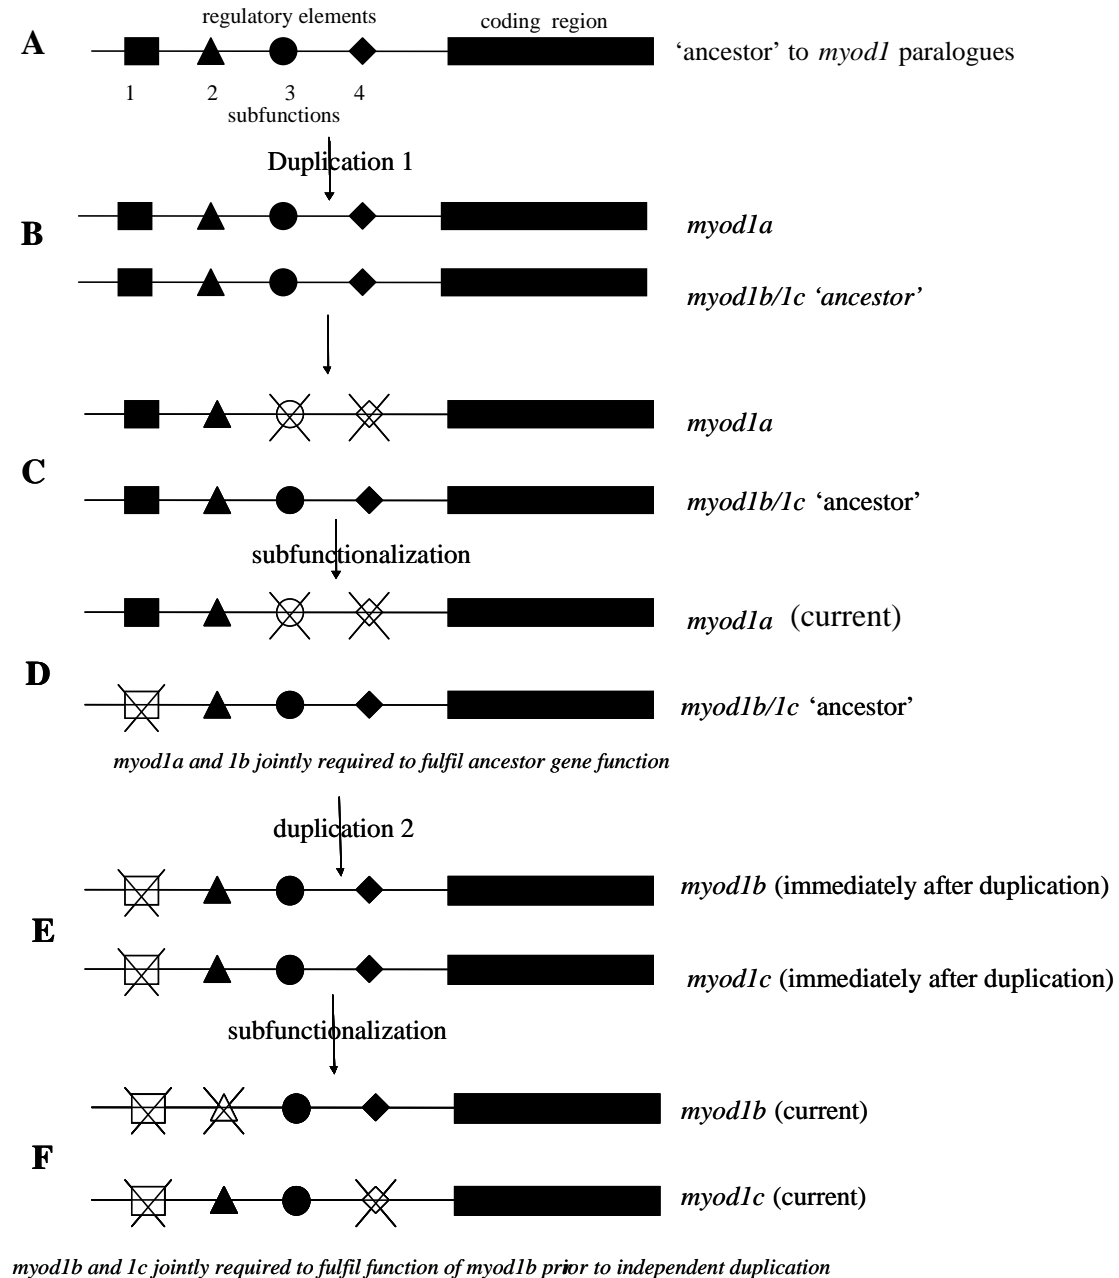 regulatory elements
coding region
A
'ancestor' to myod1 paralogues
1 2 3 4
subfunctions
Duplication 1
B
myod1a
myod1b/1c 'ancestor'
myod1a
C
myod1b/1c 'ancestor'
subfunctionalization
myod1a (current)
D
myod1b/1c 'ancestor'
myod1a and 1b jointly required to fulfil ancestor gene function
duplication 2
myod1b (immediately after duplication)
E
myod1c (immediately after duplication)
subfunctionalization
myod1b (current)
F
myod1c (current)
myod1b and 1c jointly required to fulfil function of myod1b prior to independent duplication